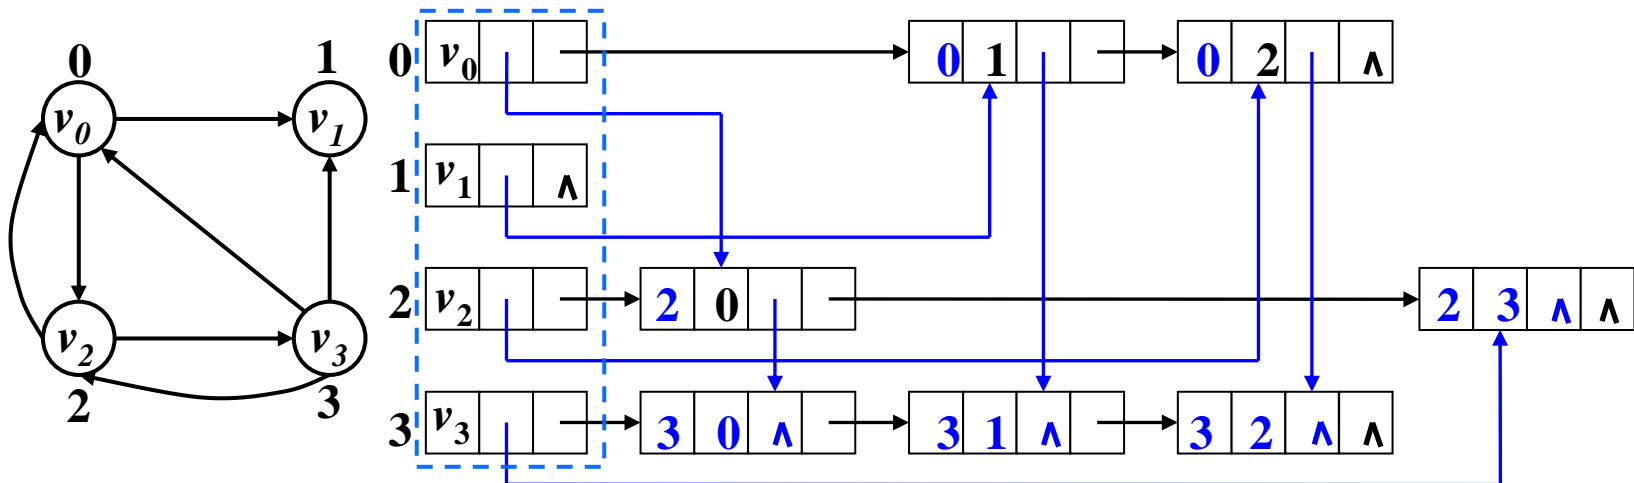 0 1
v0 v1
v2 v3
2 3
0 v0 0 1 0 2 ∧
1 v1 ∧
2 v2 2 0 2 3 ∧ ∧
3 v3 3 0 ∧ 3 1 ∧ 3 2 ∧ ∧